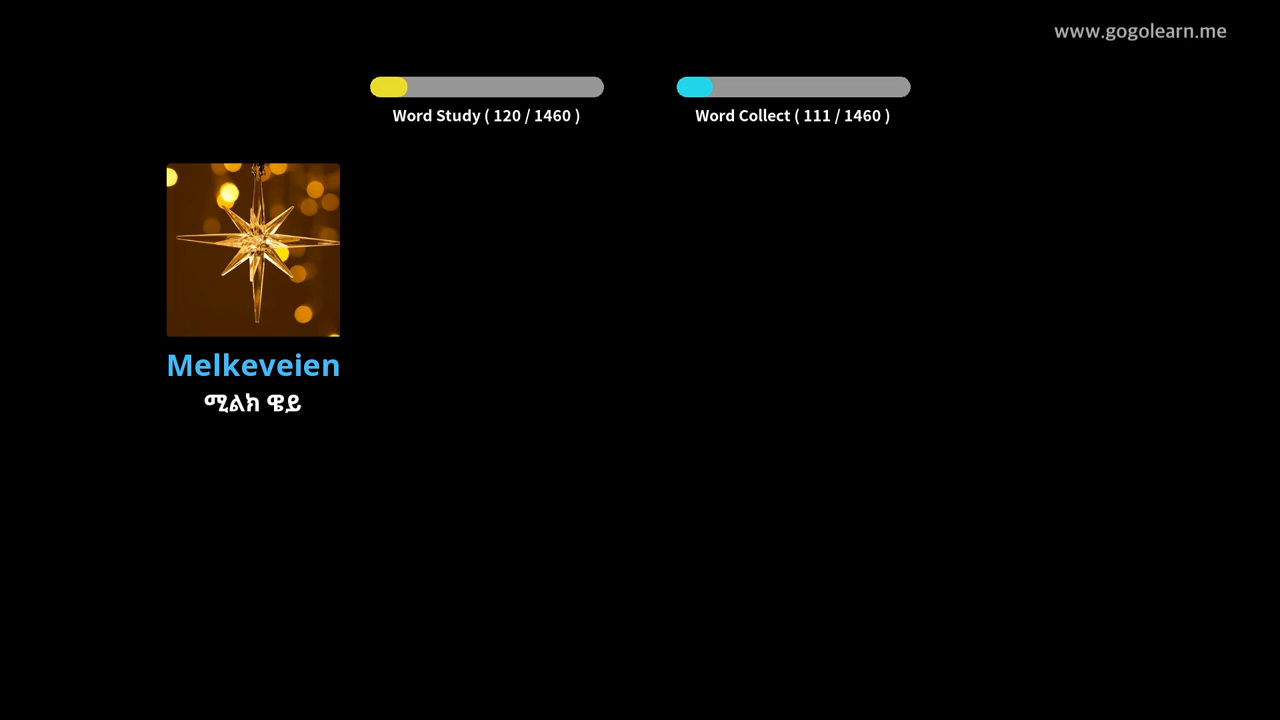 www.gogolearn.me
Word Study ( 120 / 1460 )
Word Collect ( 111 / 1460 )
Melkeveien
ሚልክ ዌይ